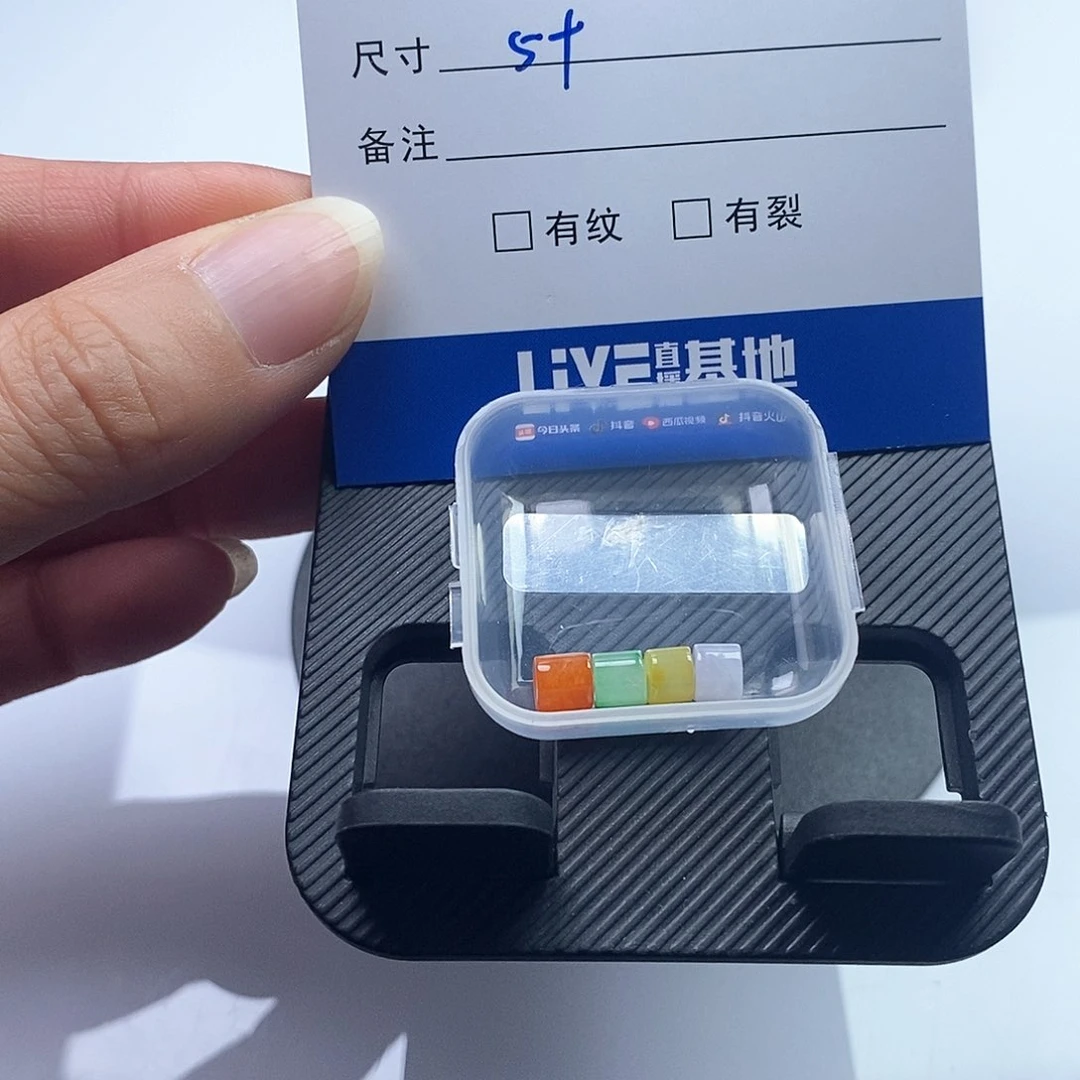 尺寸 5+
备注
□ 有纹 □ 有裂
LiVE直播基地
今日头条 抖音 西瓜视频 抖音火山